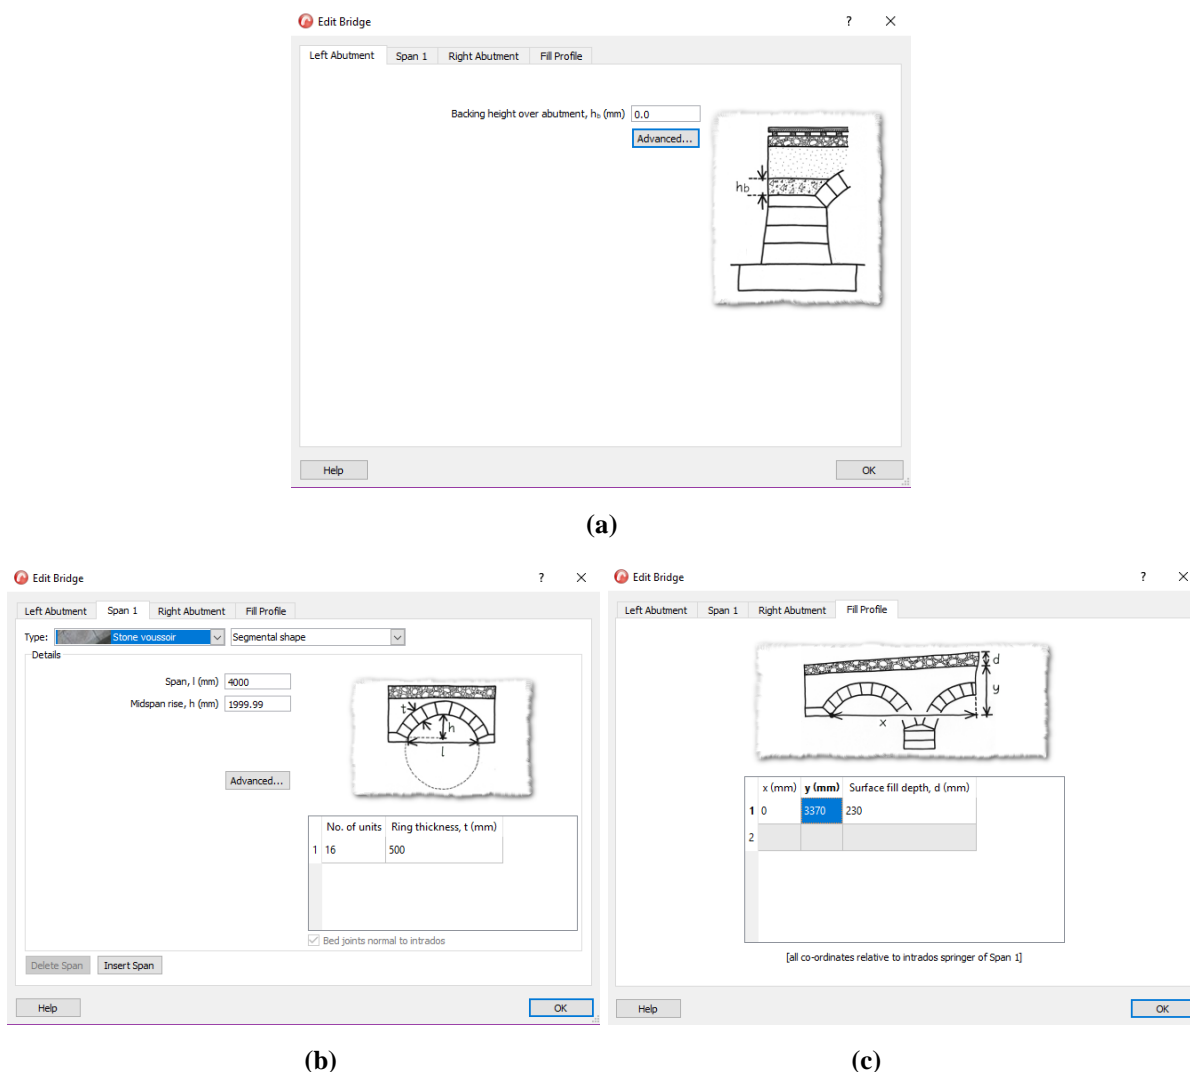 Edit Bridge ? ×
Left Abutment Span 1 Right Abutment Fill Profile
Backing height over abutment, hb (mm) 0.0
Advanced...
hb
Help OK
(a)
Edit Bridge ? ×
Left Abutment Span 1 Right Abutment Fill Profile
Type: Stone voussoir Segmental shape
Details
Span, l (mm) 4000
Midspan rise, h (mm) 1999.99
t
h
l
Advanced...
No. of units Ring thickness, t (mm)
1 16 500
Bed joints normal to intrados
Delete Span Insert Span
Help OK
(b)
Edit Bridge ? ×
Left Abutment Span 1 Right Abutment Fill Profile
d
y
x
x (mm) y (mm) Surface fill depth, d (mm)
1 0 3370 230
2
[all co-ordinates relative to intrados springer of Span 1]
Help OK
(c)